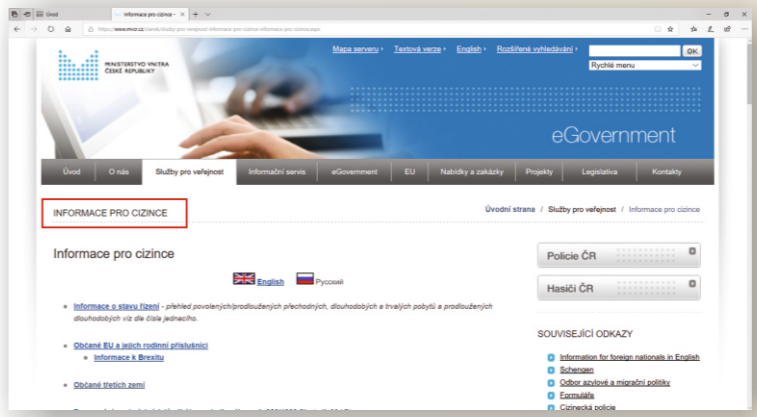 Úvod
Informace pro cizince -
https://www.mvcr.cz/clanek/sluzby-pro-verejnost-informace-pro-cizince-informace-pro-cizince.aspx
MINISTERSTVO VNITRA
ČESKÉ REPUBLIKY
Mapa serveru
Textová verze
English
Rozšířené vyhledávání
OK
Rychlé menu
eGovernment
Úvod
O nás
Služby pro veřejnost
Informační servis
eGovernment
EU
Nabídky a zakázky
Projekty
Legislativa
Kontakty
INFORMACE PRO CIZINCE
Úvodní strana / Služby pro veřejnost / Informace pro cizince
Informace pro cizince
English
Русский
Informace o stavu řízení - přehled povolených/prodloužených přechodných, dlouhodobých a trvalých pobytů a prodloužených
dlouhodobých víz dle čísla jednacího.
Občané EU a jejich rodinní příslušníci
Informace k Brexitu
Občané třetích zemí
Policie ČR
Hasiči ČR
SOUVISEJÍCÍ ODKAZY
Information for foreign nationals in English
Schengen
Odbor azylové a migrační politiky
Formuláře
Cizinecká policie